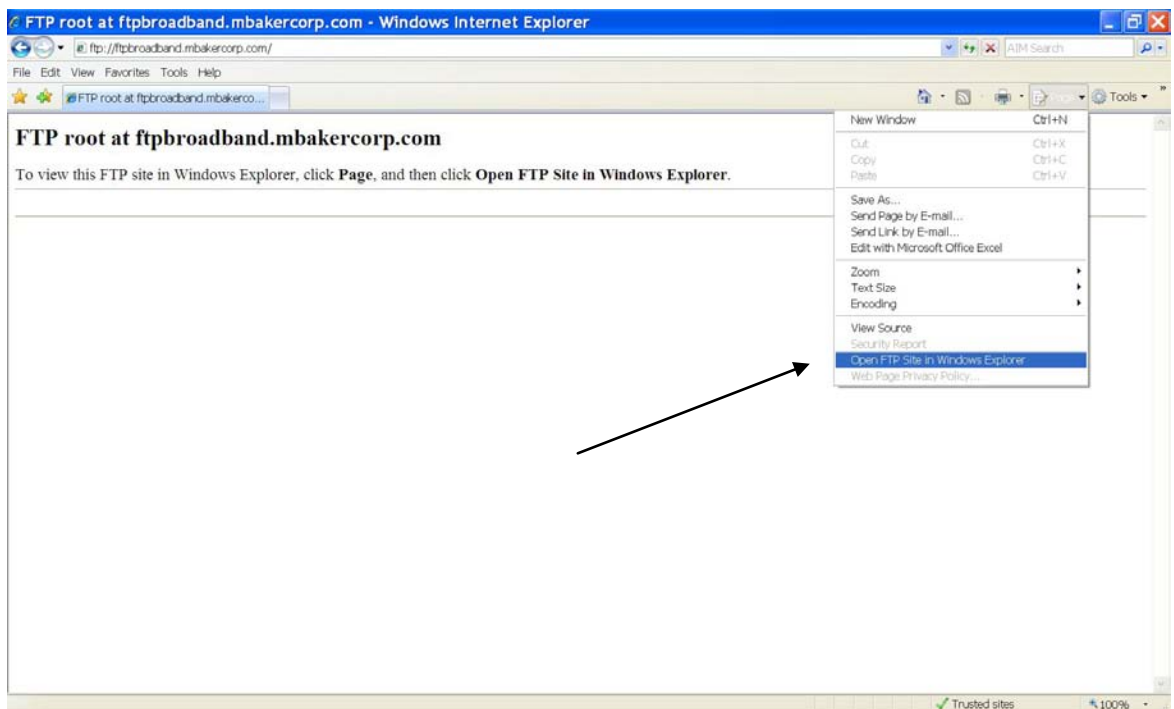 FTP root at ftpbroadband.mbakercorp.com - Windows Internet Explorer
ftp://ftpbroadband.mbakercorp.com/
AIM Search
File Edit View Favorites Tools Help
FTP root at ftpbroadband.mbakerco...
Page
Tools
FTP root at ftpbroadband.mbakercorp.com
To view this FTP site in Windows Explorer, click Page, and then click Open FTP Site in Windows Explorer.
New Window Ctrl+N
Cut Ctrl+X
Copy Ctrl+C
Paste Ctrl+V
Save As...
Send Page by E-mail...
Send Link by E-mail...
Edit with Microsoft Office Excel
Zoom
Text Size
Encoding
View Source
Security Report
Open FTP Site in Windows Explorer
Web Page Privacy Policy...
Trusted sites
100%